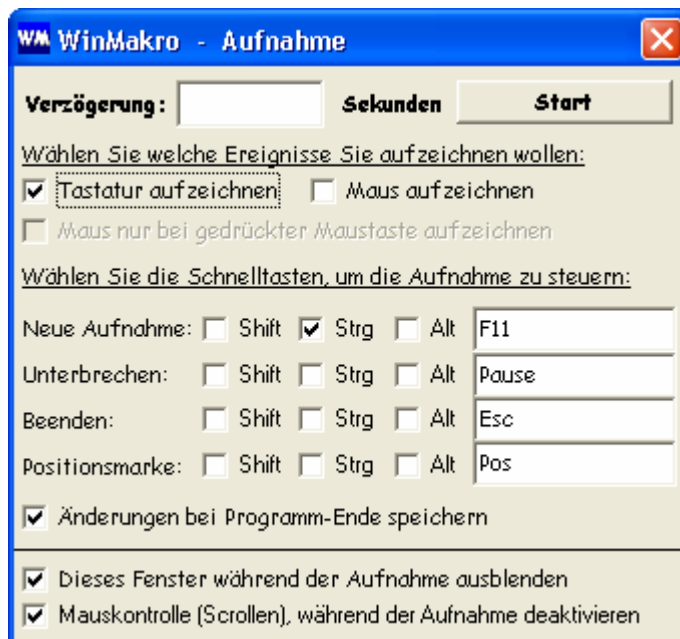 WM WinMakro - Aufnahme
Verzögerung: Sekunden Start
Wählen Sie welche Ereignisse Sie aufzeichnen wollen:
Tastatur aufzeichnen Maus aufzeichnen
Maus nur bei gedrückter Maustaste aufzeichnen
Wählen Sie die Schnelltasten, um die Aufnahme zu steuern:
Neue Aufnahme: Shift Strg Alt F11
Unterbrechen: Shift Strg Alt Pause
Beenden: Shift Strg Alt Esc
Positionsmarke: Shift Strg Alt Pos
Änderungen bei Programm-Ende speichern
Dieses Fenster während der Aufnahme ausblenden
Mauskontrolle (Scrollen), während der Aufnahme deaktivieren